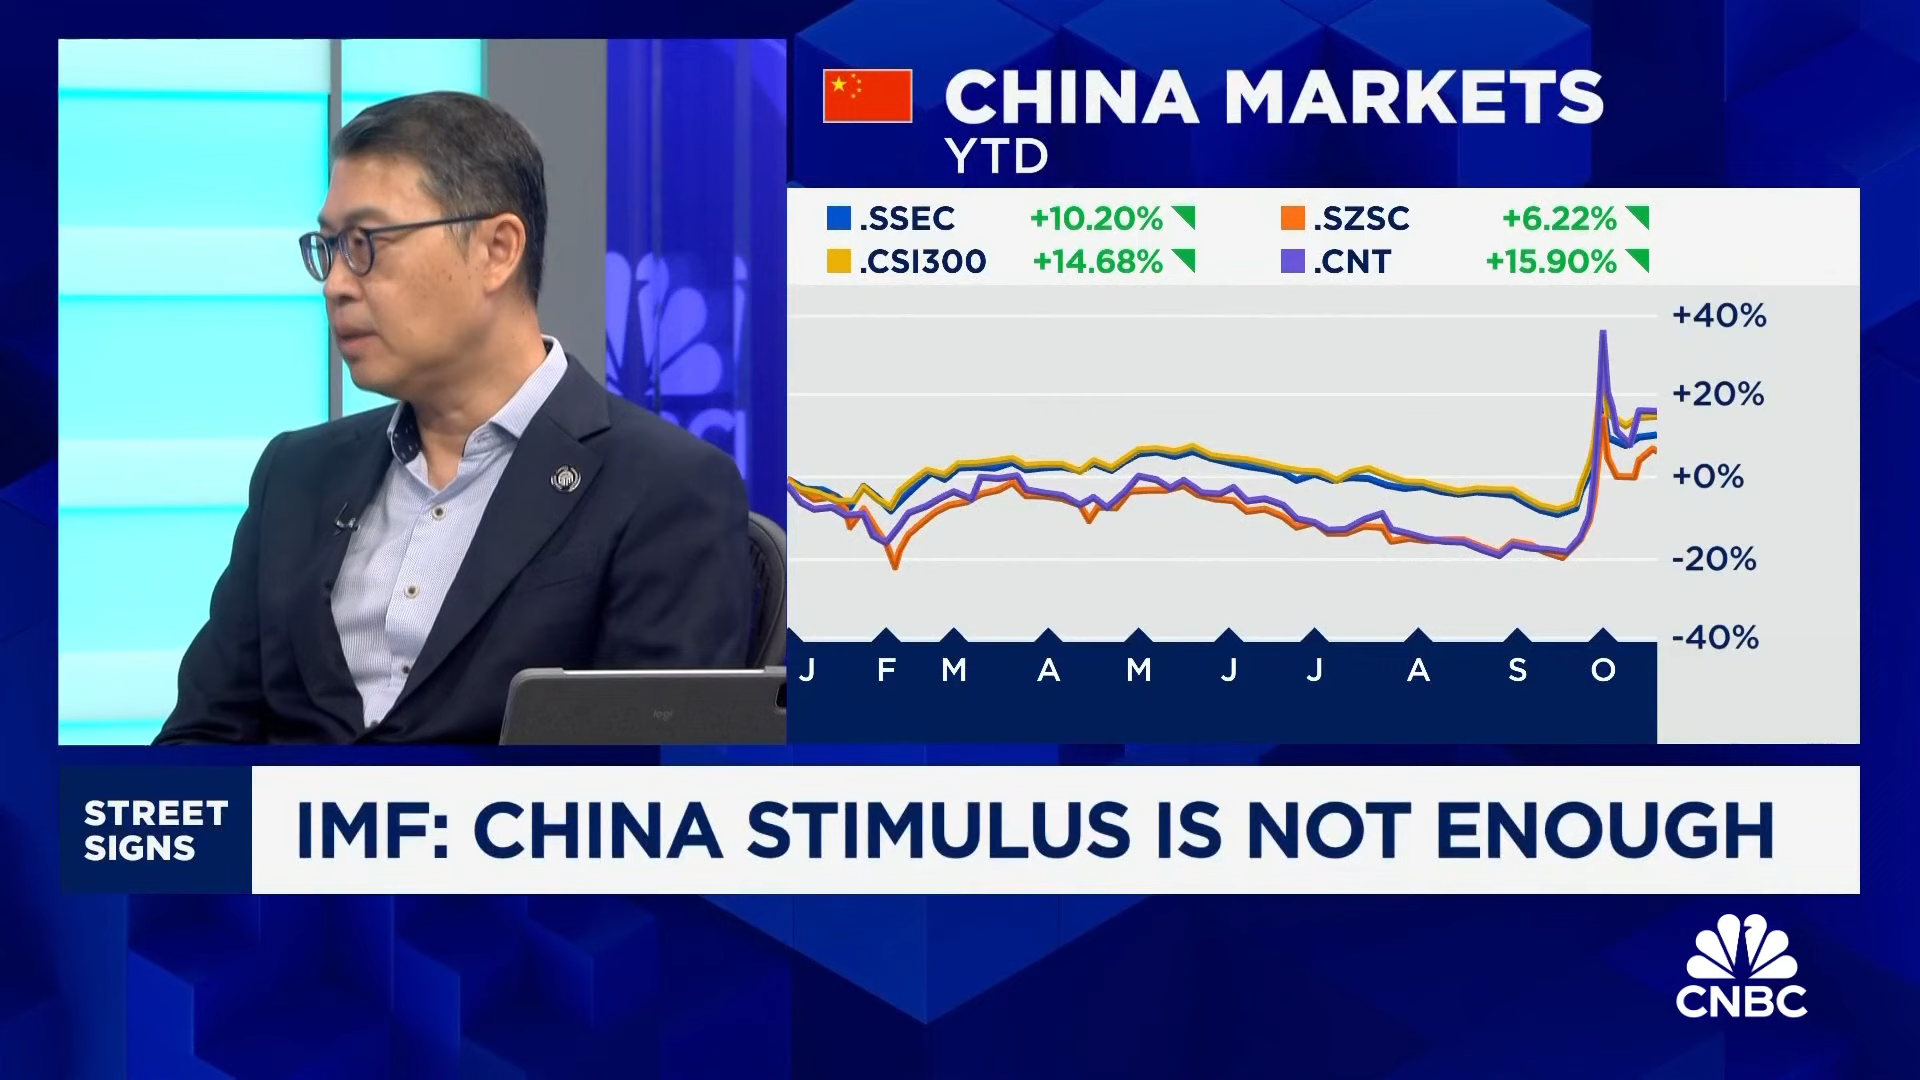 CHINA MARKETS
YTD
.SSEC +10.20% .SZSC +6.22%
.CSI300 +14.68% .CNT +15.90%
+40%
+20%
+0%
-20%
-40%
J F M A M J J A S O
logi
STREET
SIGNS
IMF: CHINA STIMULUS IS NOT ENOUGH
CNBC